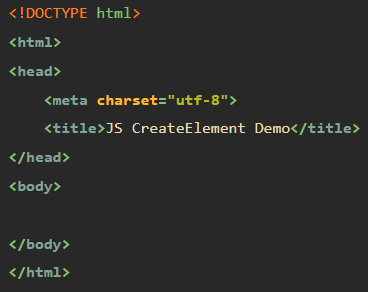 <!DOCTYPE html>
<html>
<head>
    <meta charset="utf-8">
    <title>JS CreateElement Demo</title>
</head>
<body>
</body>
</html>